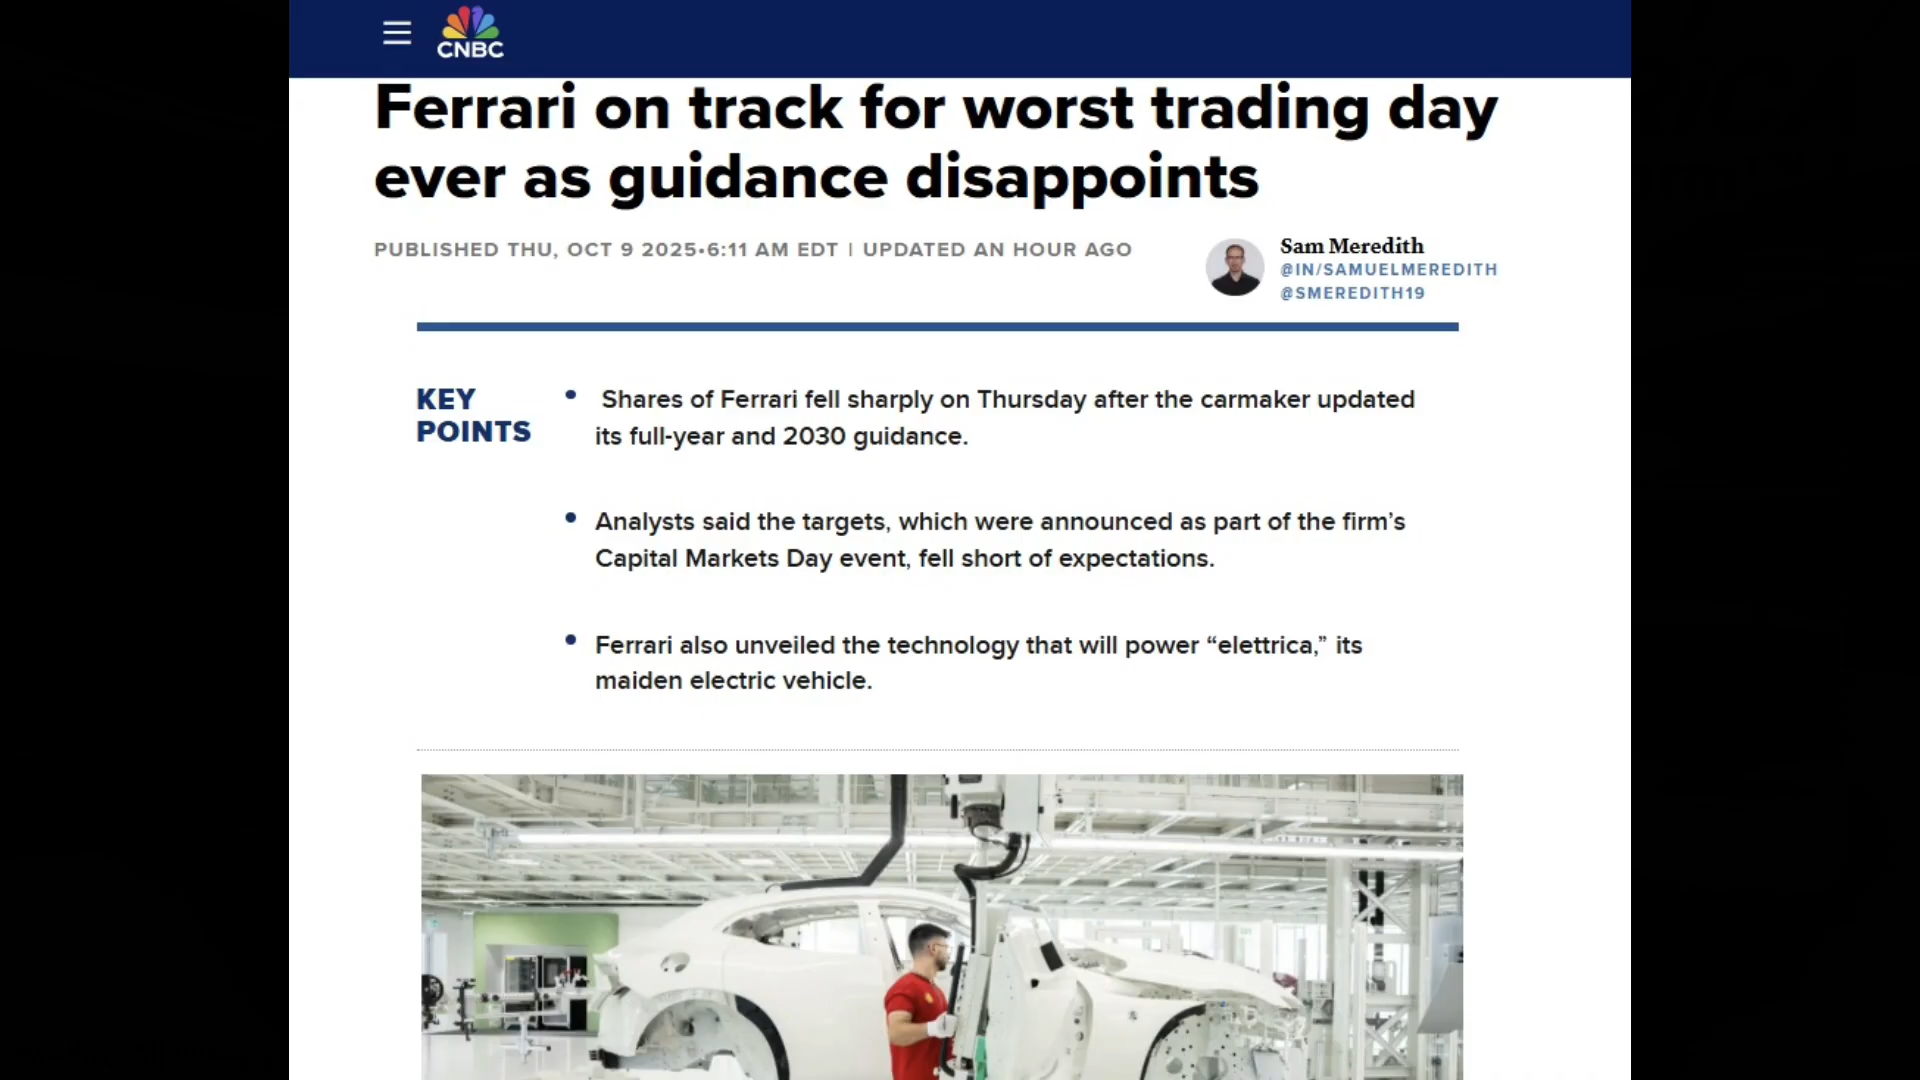 CNBC
Ferrari on track for worst trading day
ever as guidance disappoints
PUBLISHED THU, OCT 9 2025•6:11 AM EDT | UPDATED AN HOUR AGO
Sam Meredith
@IN/SAMUELMEREDITH
@SMEREDITH19
KEY
POINTS
• Shares of Ferrari fell sharply on Thursday after the carmaker updated
its full-year and 2030 guidance.
• Analysts said the targets, which were announced as part of the firm’s
Capital Markets Day event, fell short of expectations.
• Ferrari also unveiled the technology that will power “elettrica,” its
maiden electric vehicle.